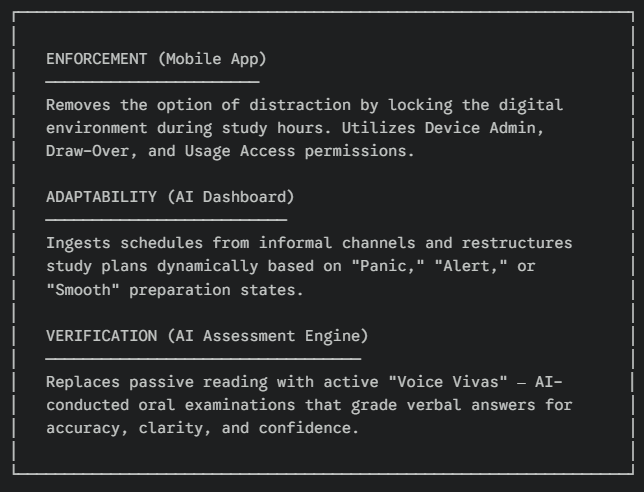 ENFORCEMENT (Mobile App)
Removes the option of distraction by locking the digital
environment during study hours. Utilizes Device Admin,
Draw-Over, and Usage Access permissions.
ADAPTABILITY (AI Dashboard)
Ingests schedules from informal channels and restructures
study plans dynamically based on "Panic," "Alert," or
"Smooth" preparation states.
VERIFICATION (AI Assessment Engine)
Replaces passive reading with active "Voice Vivas" — AI-
conducted oral examinations that grade verbal answers for
accuracy, clarity, and confidence.